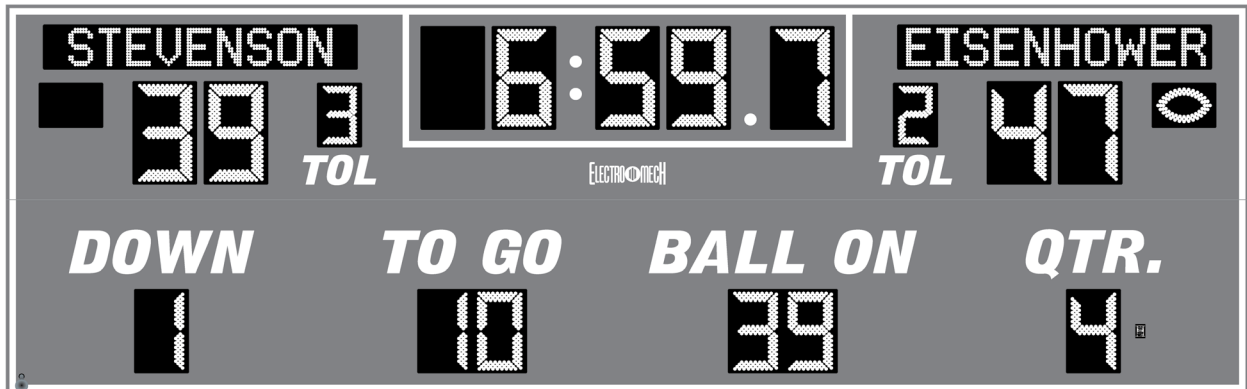 STEVENSON 6:59.7 EISENHOWER
39 3 2 47
TOL ELECTRO MECH TOL
DOWN TO GO BALL ON QTR.
1 10 39 4